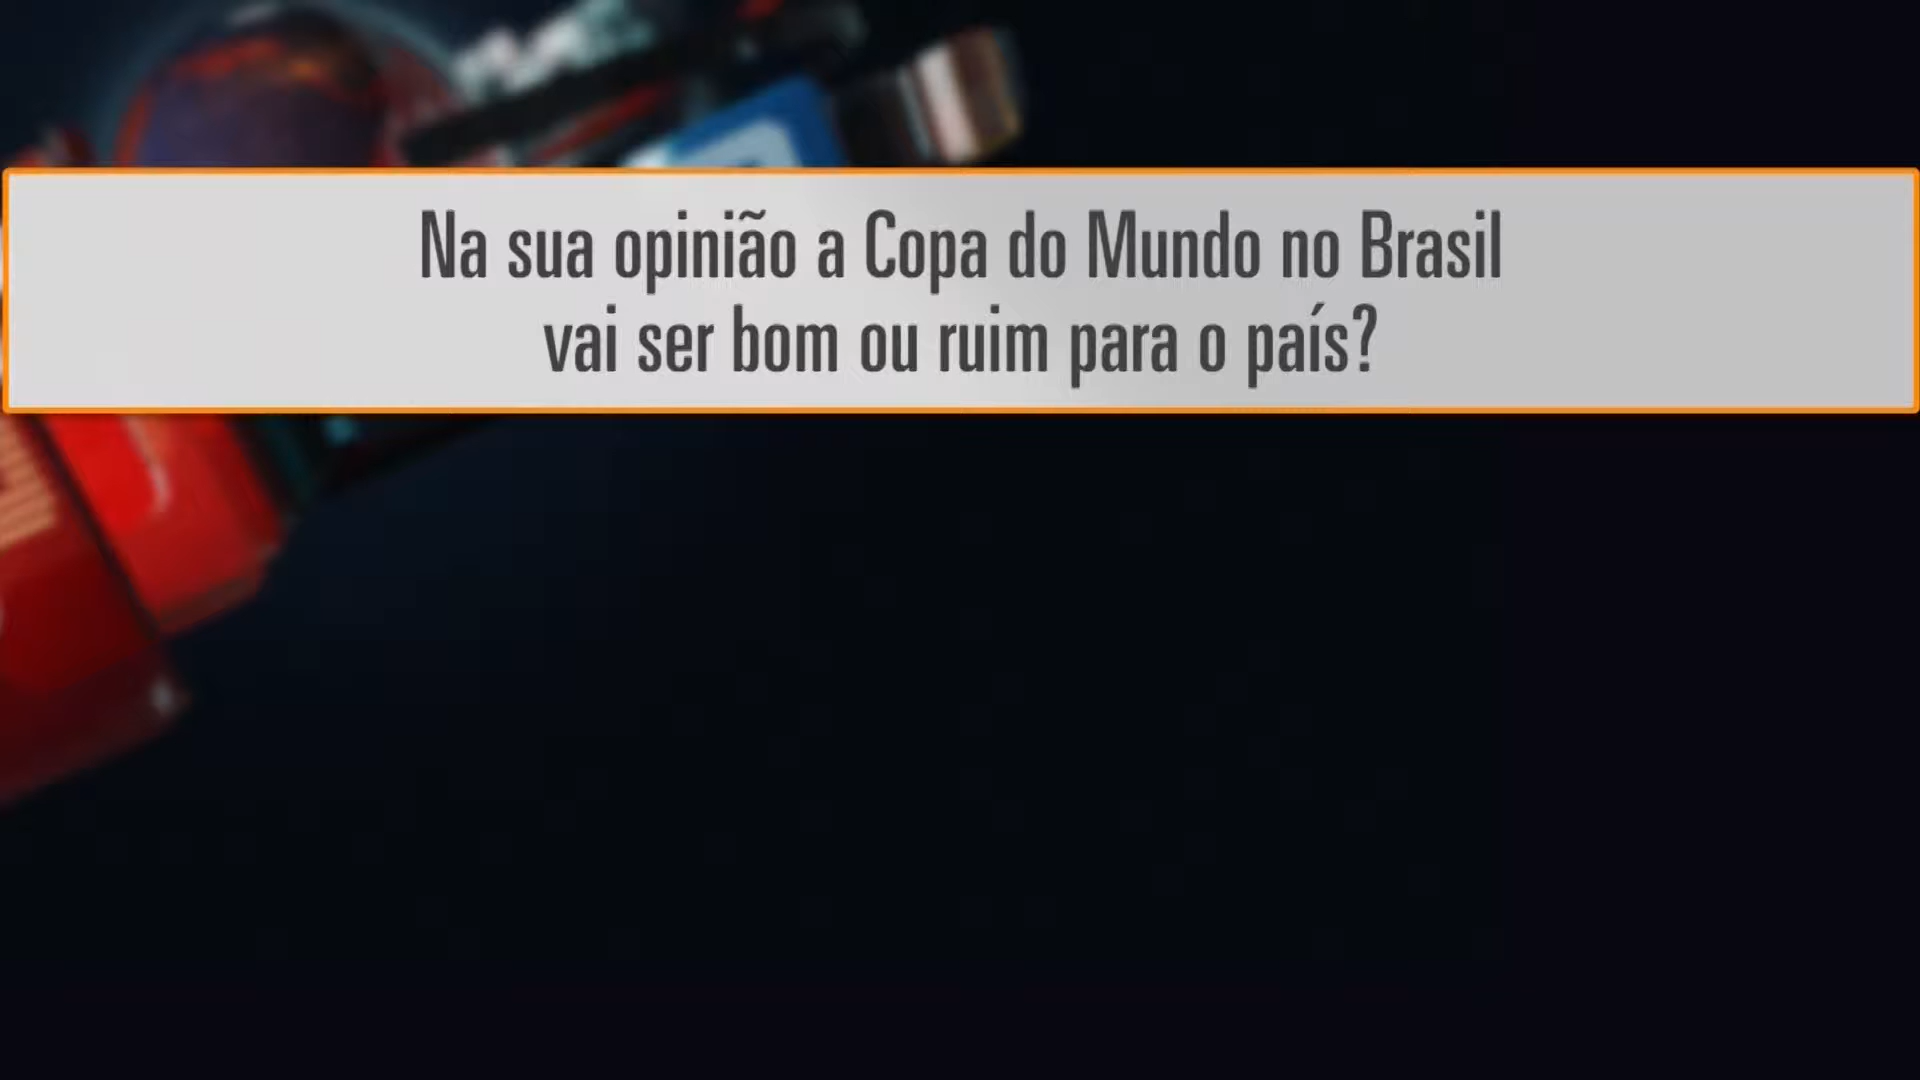 Na sua opinião a Copa do Mundo no Brasil
vai ser bom ou ruim para o país?